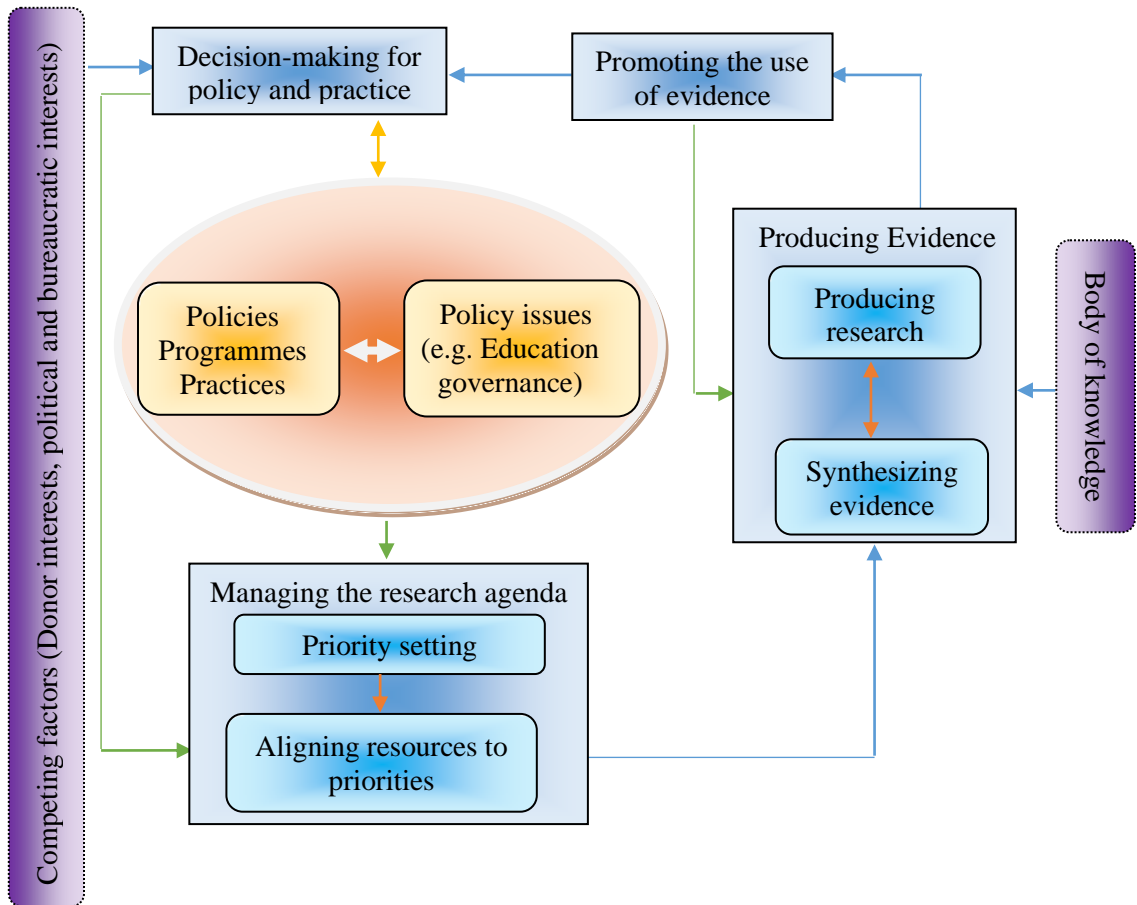 Competing factors (Donor interests, political and bureaucratic interests)
Decision-making for
policy and practice
Promoting the use
of evidence
Policies
Programmes
Practices
Policy issues
(e.g. Education
governance)
Producing Evidence
Producing
research
Synthesizing
evidence
Body of knowledge
Managing the research agenda
Priority setting
Aligning resources to
priorities